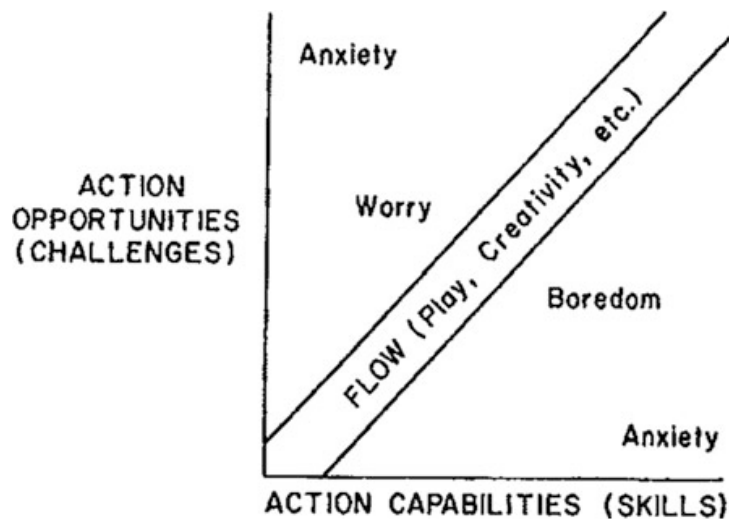 Anxiety
ACTION
OPPORTUNITIES
(CHALLENGES)
Worry
FLOW (Play, Creativity, etc.)
Boredom
Anxiety
ACTION CAPABILITIES (SKILLS)